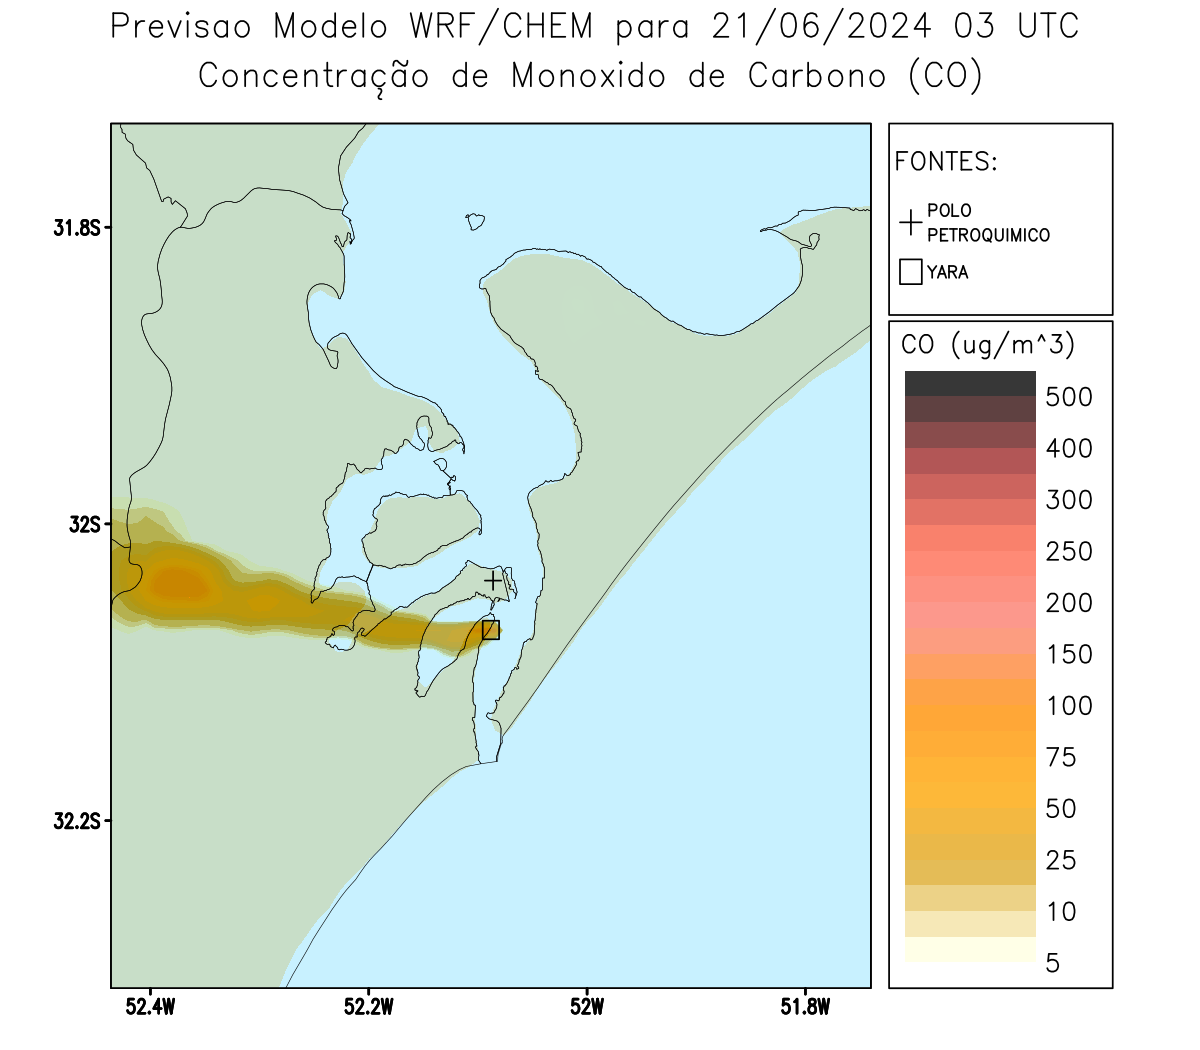 Previsao Modelo WRF/CHEM para 21/06/2024 03 UTC
Concentração de Monoxido de Carbono (CO)
FONTES:
POLO
PETROQUIMICO
YARA
CO (ug/m^3)
500
400
300
250
200
150
100
75
50
25
10
5
31.8S
32S
32.2S
52.4W
52.2W
52W
51.8W